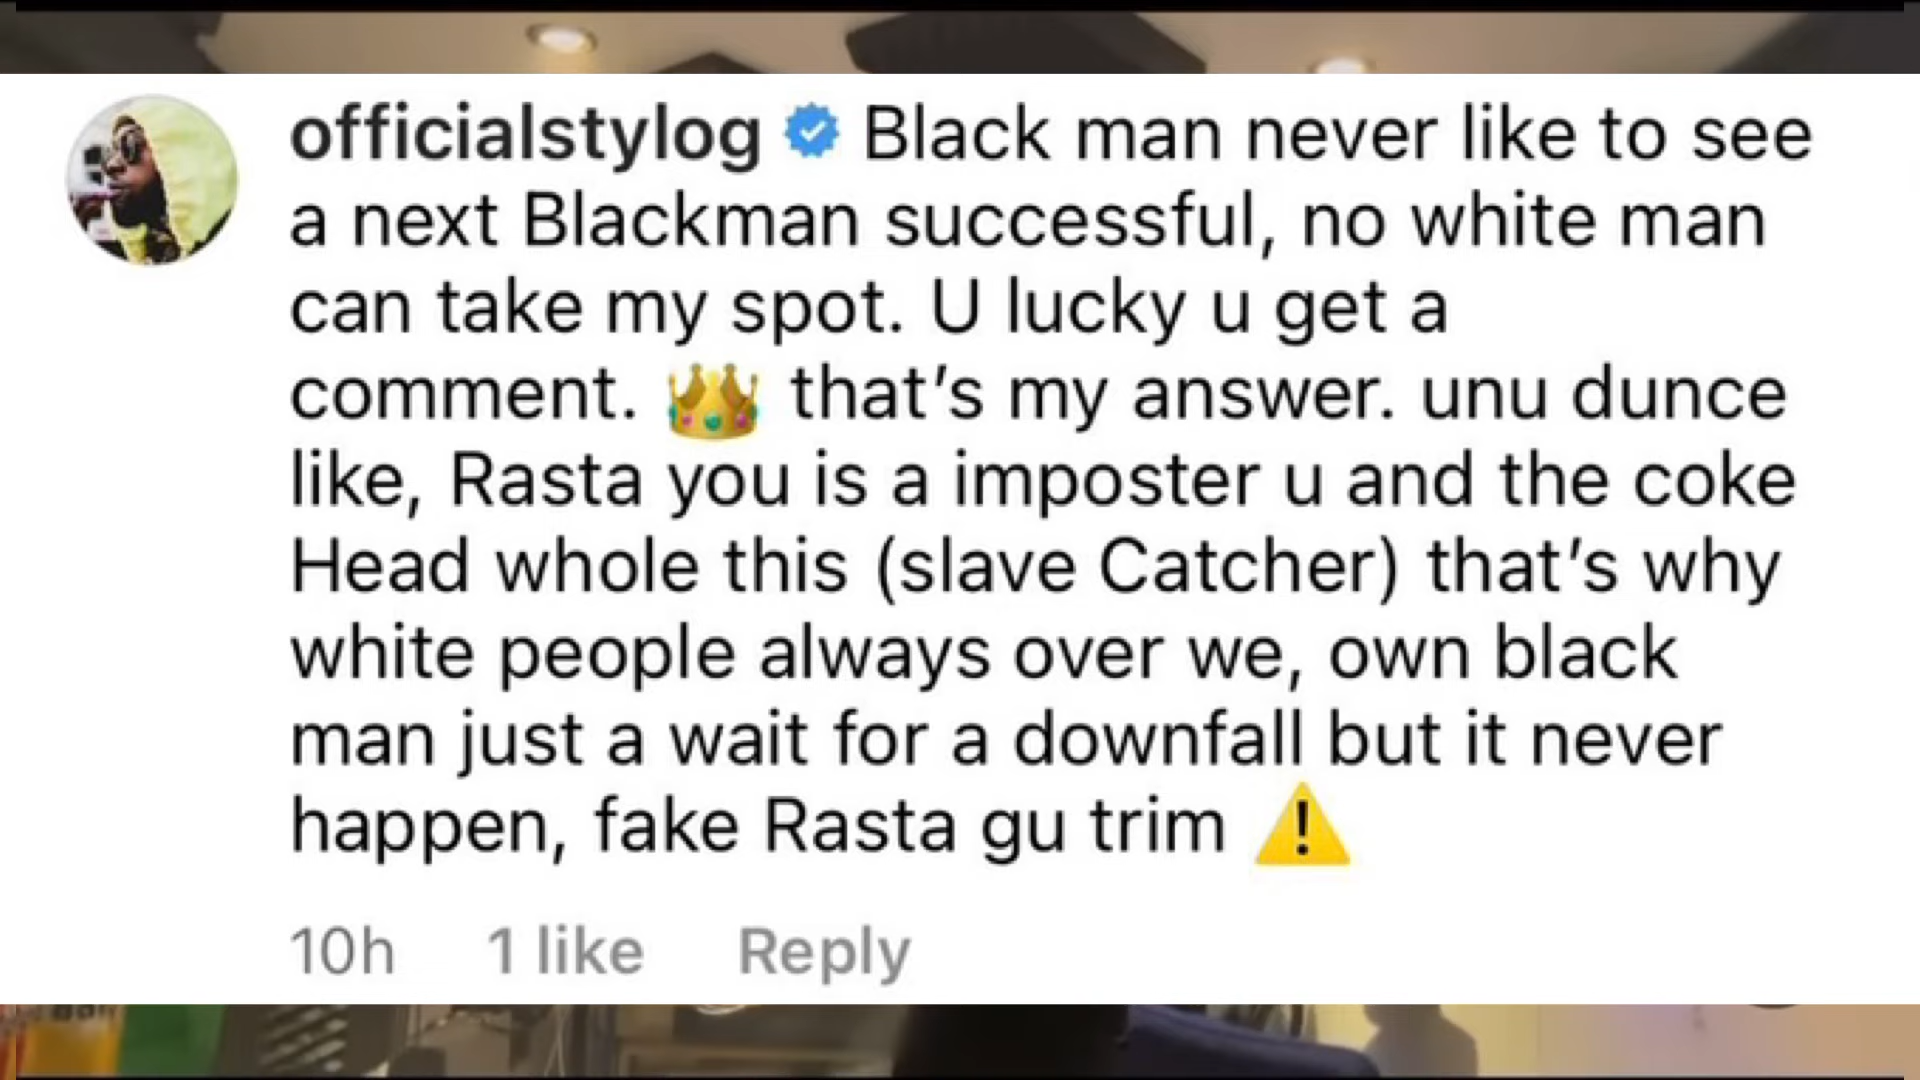 officialstylog Black man never like to see
a next Blackman successful, no white man
can take my spot. U lucky u get a
comment. 👑 that's my answer. unu dunce
like, Rasta you is a imposter u and the coke
Head whole this (slave Catcher) that's why
white people always over we, own black
man just a wait for a downfall but it never
happen, fake Rasta gu trim ⚠️
10h 1 like Reply